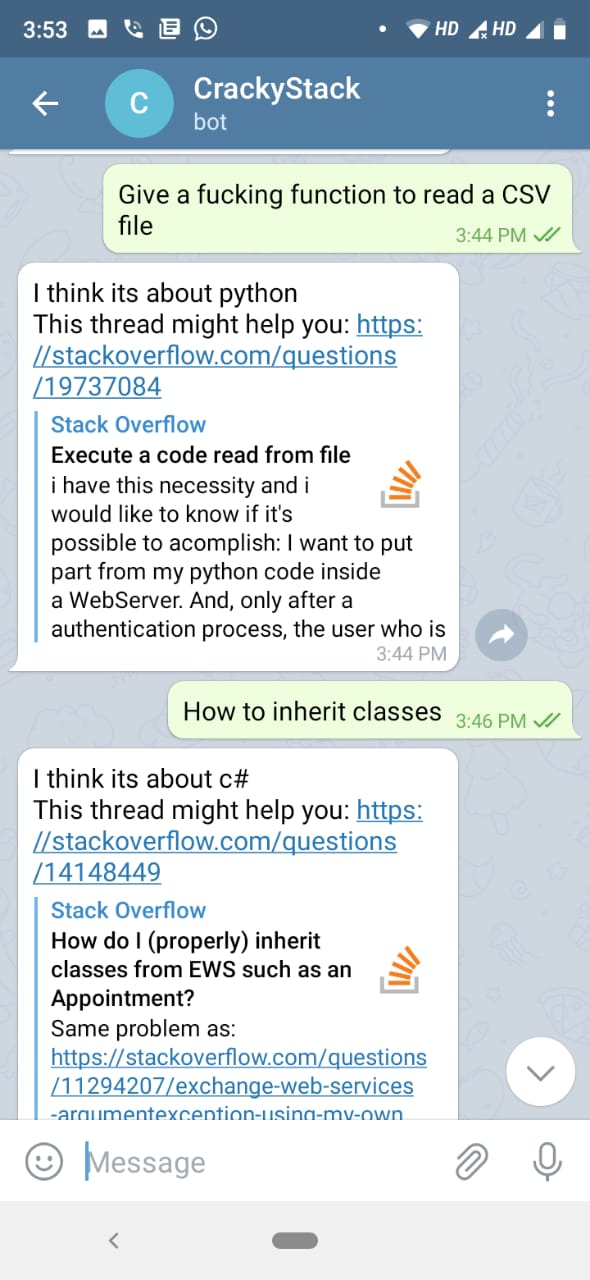 3:53
HD
HD
C
CrackyStack
bot
Give a fucking function to read a CSV
file
3:44 PM
I think its about python
This thread might help you: https:
//stackoverflow.com/questions
/19737084
Stack Overflow
Execute a code read from file
i have this necessity and i
would like to know if it's
possible to acomplish: I want to put
part from my python code inside
a WebServer. And, only after a
authentication process, the user who is
3:44 PM
How to inherit classes
3:46 PM
I think its about c#
This thread might help you: https:
//stackoverflow.com/questions
/14148449
Stack Overflow
How do I (properly) inherit
classes from EWS such as an
Appointment?
Same problem as:
https://stackoverflow.com/questions
/11294207/exchange-web-services
-argumentexception-using-my-own
Message